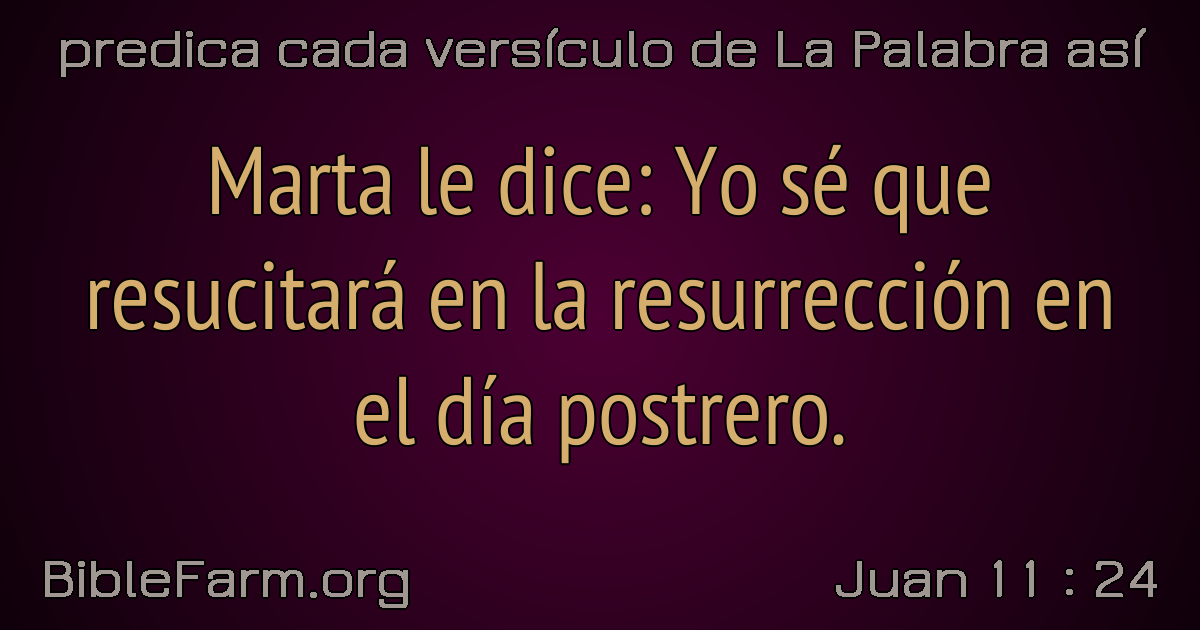 predica cada versículo de La Palabra así
Marta le dice: Yo sé que
resucitará en la resurrección en
el día postrero.
BibleFarm.org
Juan 11 : 24